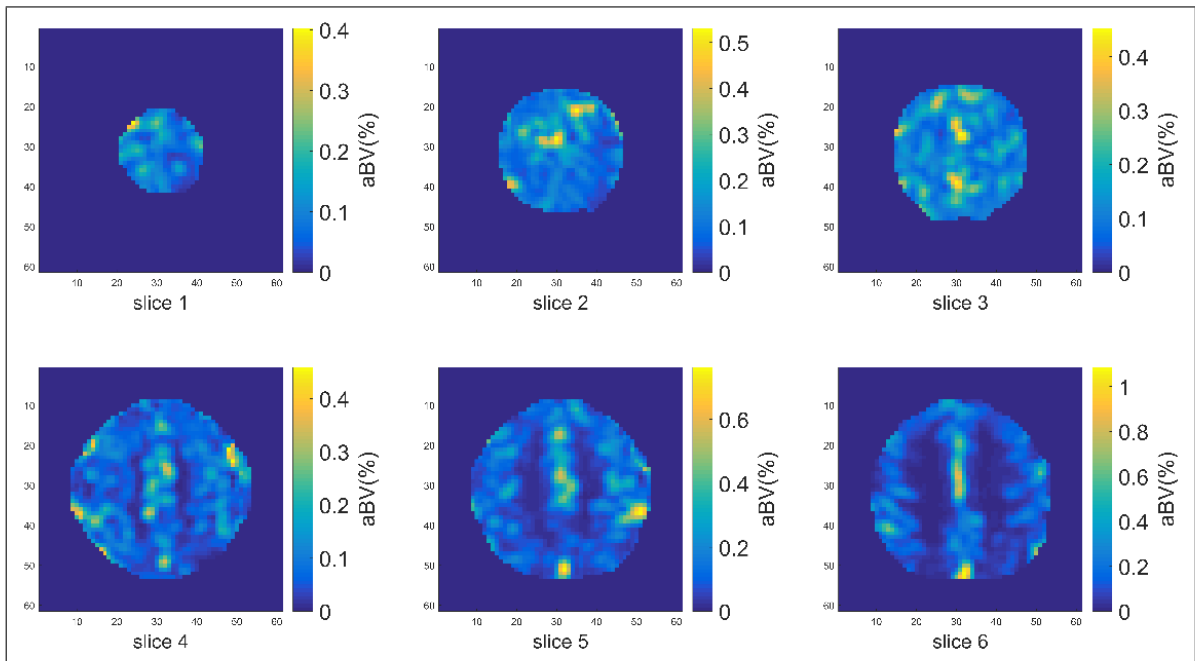 10 20 30 40 50 60
10 20 30 40 50 60
0 0.1 0.2 0.3 0.4
aBV(%)
slice 1
10 20 30 40 50 60
10 20 30 40 50 60
0 0.1 0.2 0.3 0.4 0.5
aBV(%)
slice 2
10 20 30 40 50 60
10 20 30 40 50 60
0 0.1 0.2 0.3 0.4
aBV(%)
slice 3
10 20 30 40 50 60
10 20 30 40 50 60
0 0.1 0.2 0.3 0.4
aBV(%)
slice 4
10 20 30 40 50 60
10 20 30 40 50 60
0 0.2 0.4 0.6
aBV(%)
slice 5
10 20 30 40 50 60
10 20 30 40 50 60
0 0.2 0.4 0.6 0.8 1
aBV(%)
slice 6